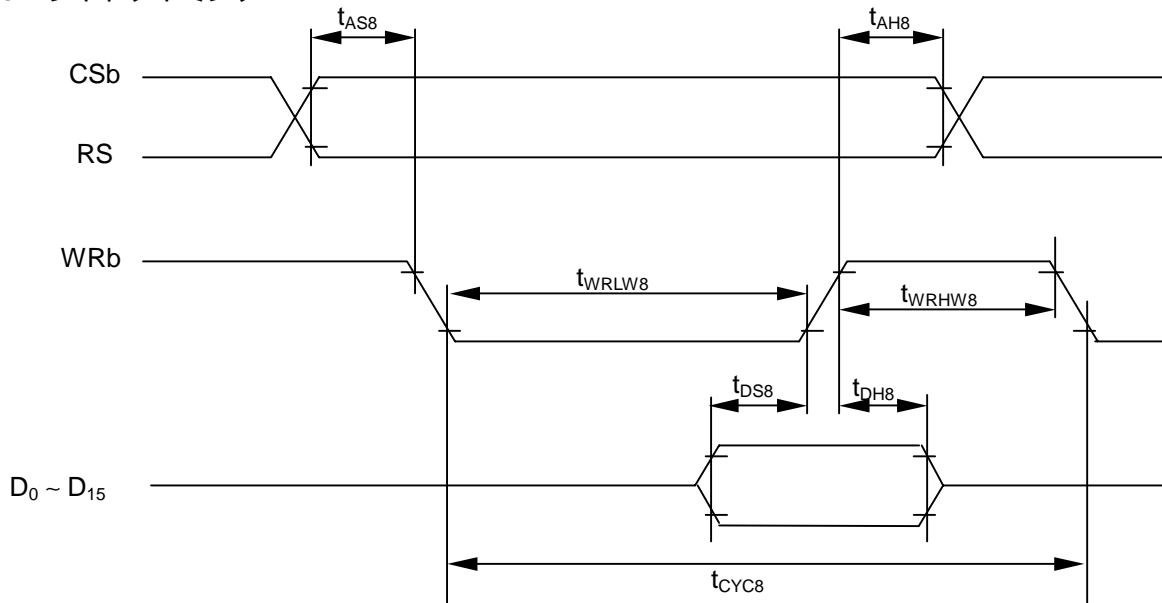 tAS8
tAH8
CSb
RS
WRb
tWRLW8
tWRHW8
tDS8
tDH8
D0 ~ D15
tCYC8